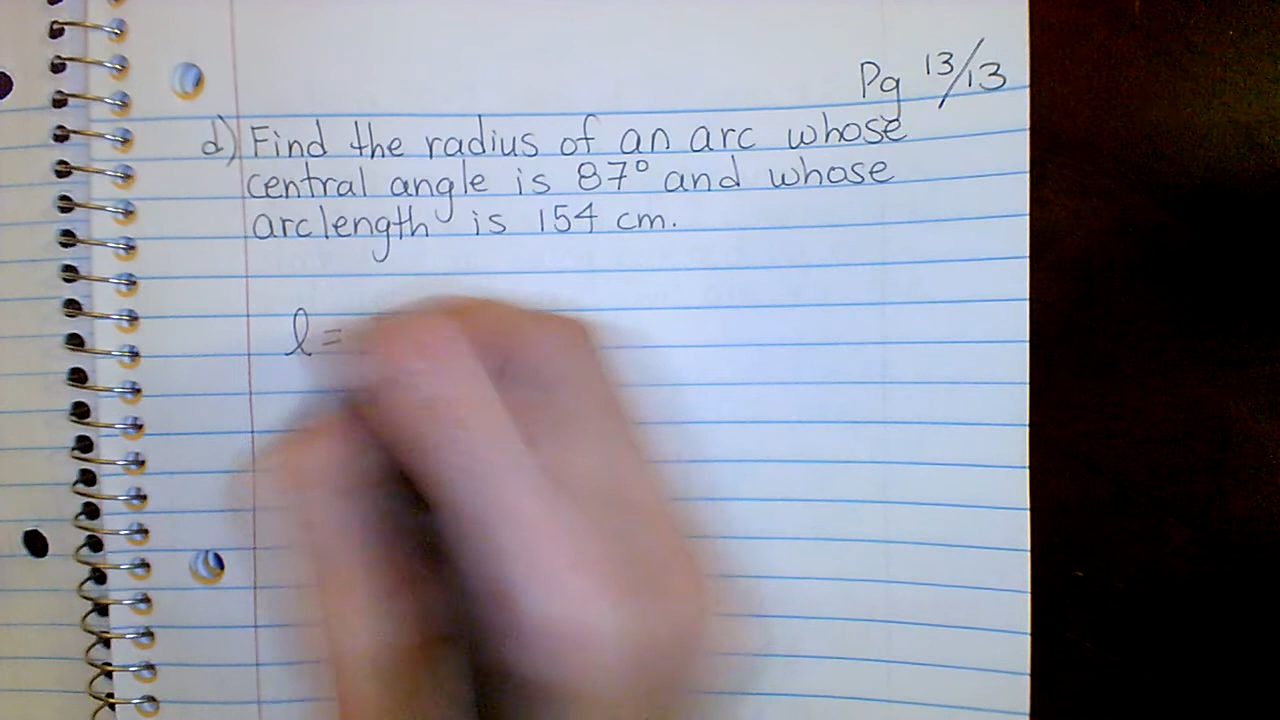 Pg 13/13
d) Find the radius of an arc whose
central angle is 87° and whose
arclength is 154 cm.
l =